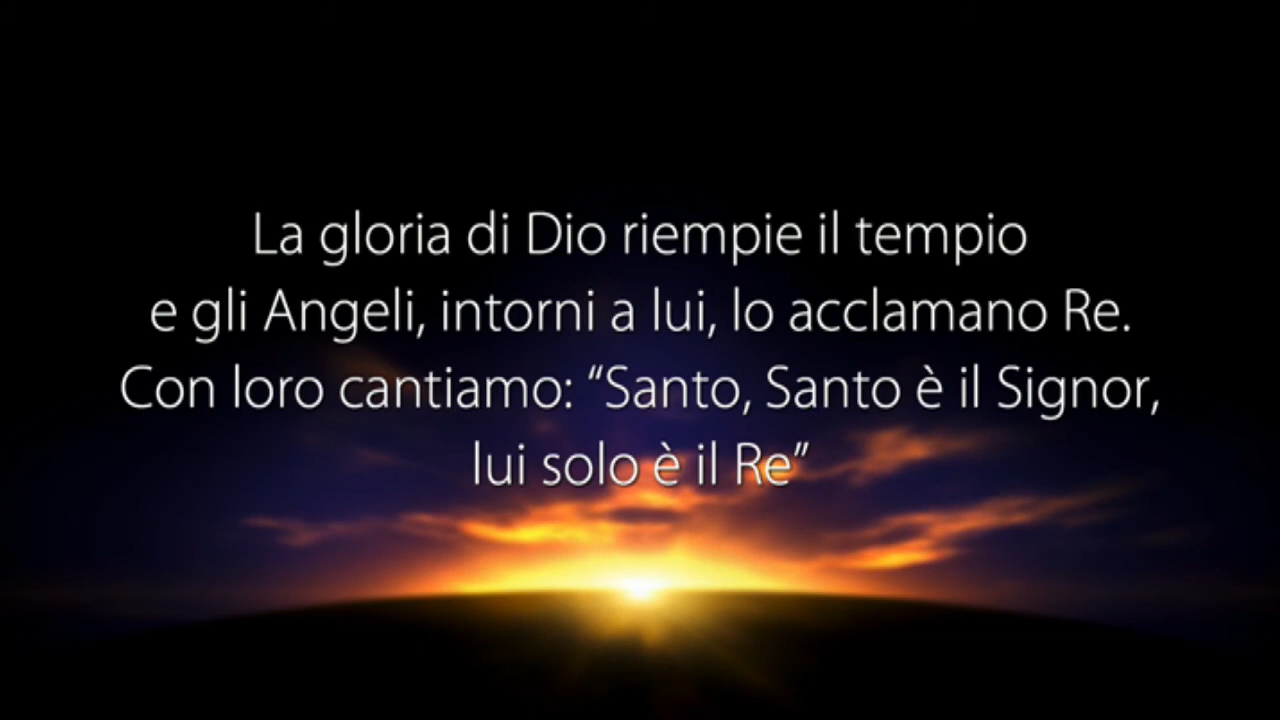 La gloria di Dio riempie il tempio
e gli Angeli, intorni a lui, lo acclamano Re.
Con loro cantiamo: “Santo, Santo è il Signor,
lui solo è il Re”